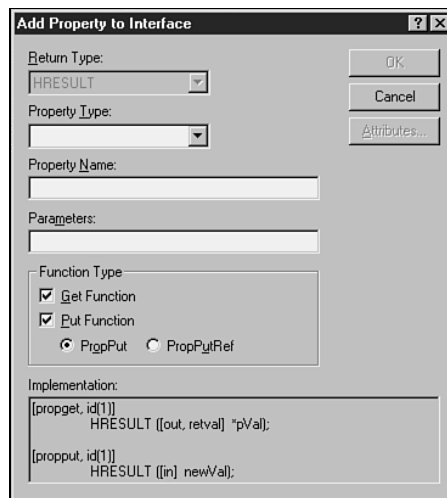 Add Property to Interface
Return Type:
HRESULT
OK
Cancel
Attributes...
Property Type:
Property Name:
Parameters:
Function Type
Get Function
Put Function
PropPut
PropPutRef
Implementation:
[propget, id(1)]
HRESULT ([out, retval] *pVal);
[propput, id(1)]
HRESULT ([in] newVal);